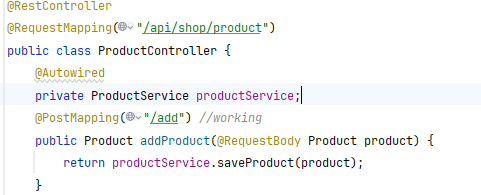 @RestController
@RequestMapping("/api/shop/product")
public class ProductController {
@Autowired
private ProductService productService;
@PostMapping("/add") //working
public Product addProduct(@RequestBody Product product) {
return productService.saveProduct(product);
}